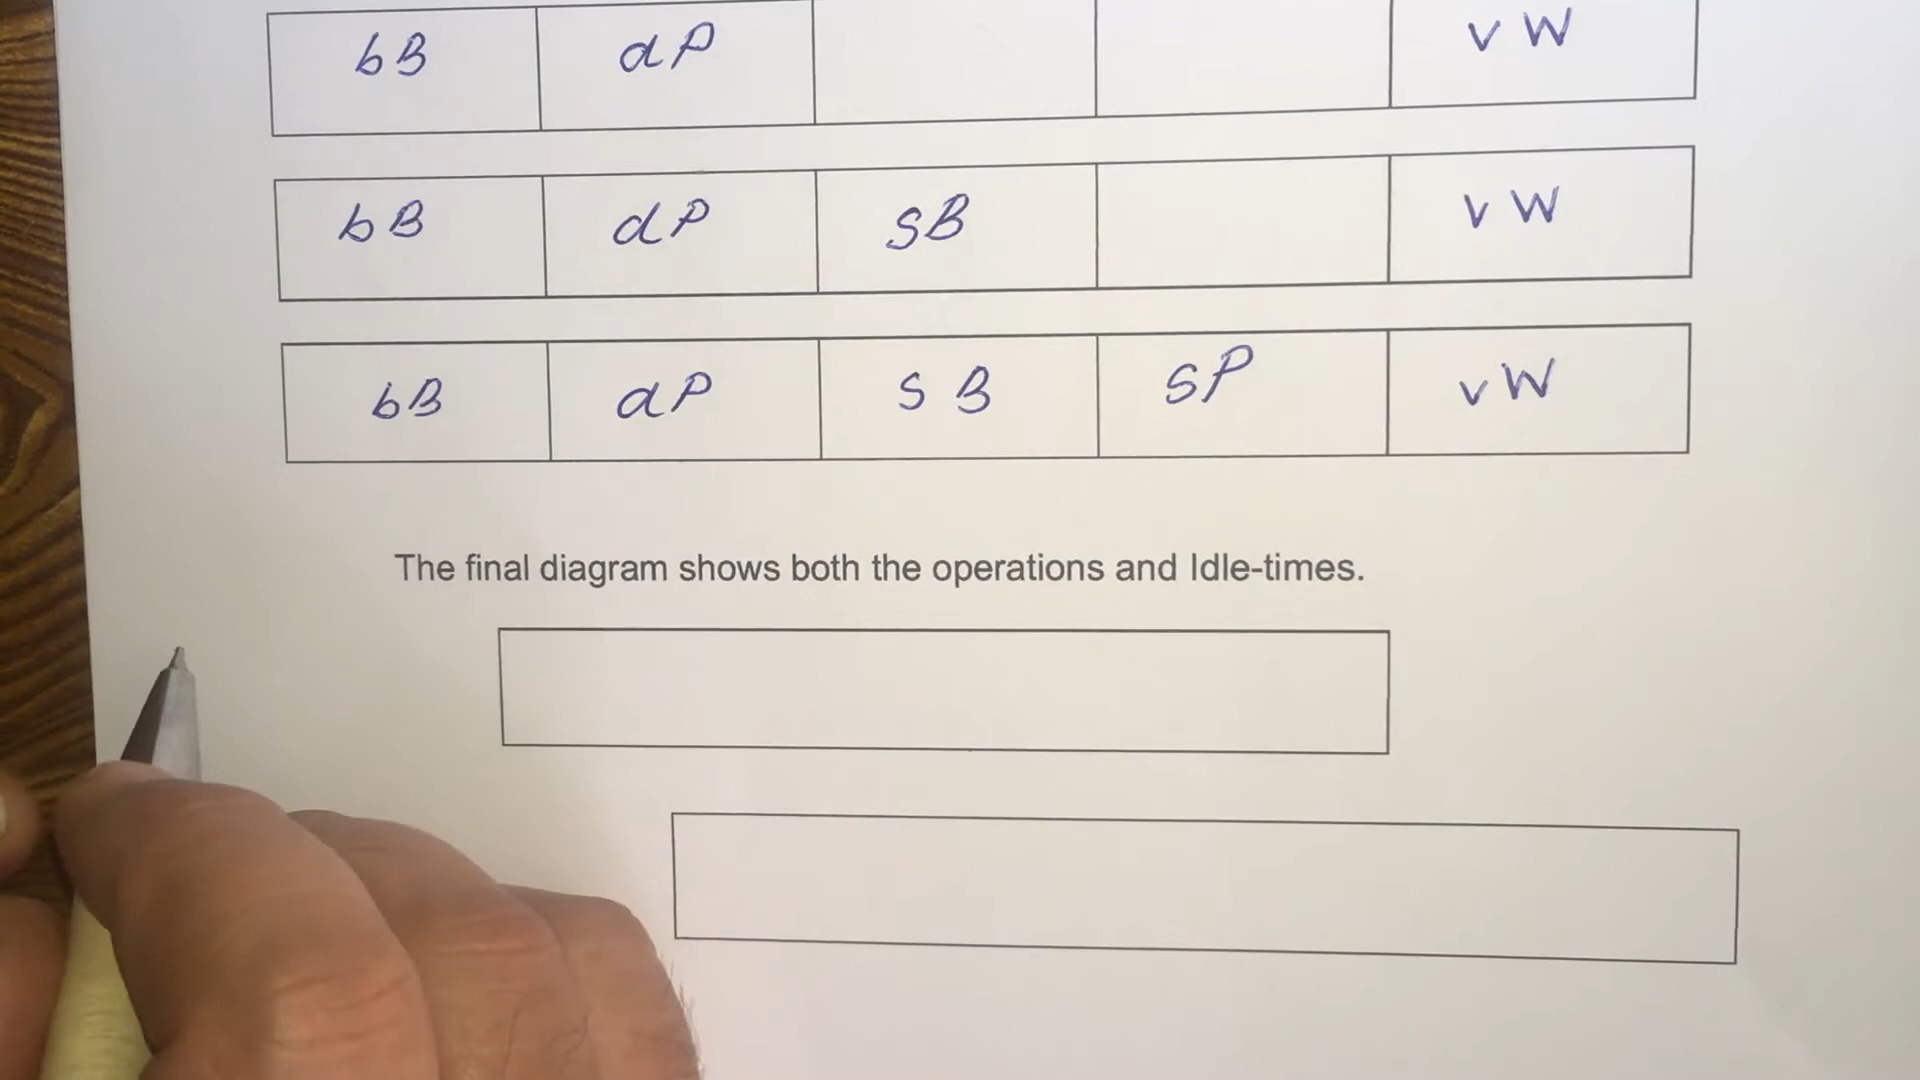 bB dP vW
bB dP SB vW
bB dP SB SP vW
The final diagram shows both the operations and Idle-times.